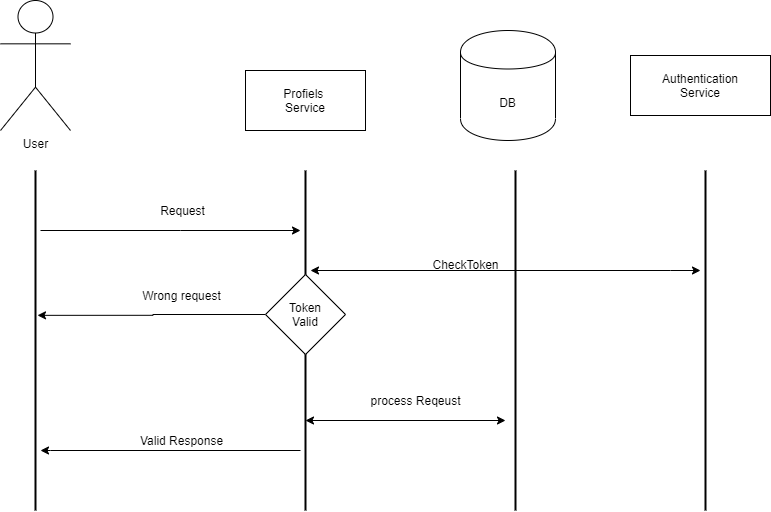 Profiels
Service
DB
Authentication
Service
User
Request
CheckToken
Wrong request
Token
Valid
process Reqeust
Valid Response